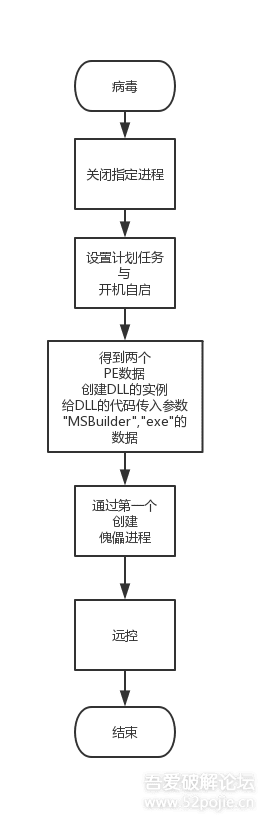 病毒
关闭指定进程
设置计划任务
与
开机自启
得到两个
PE数据
创建DLL的实例
给DLL的代码传入参数
"MSBuilder","exe"的
数据
通过第一个
创建
傀儡进程
远控
结束
吾爱破解论坛
www.52pojie.cn